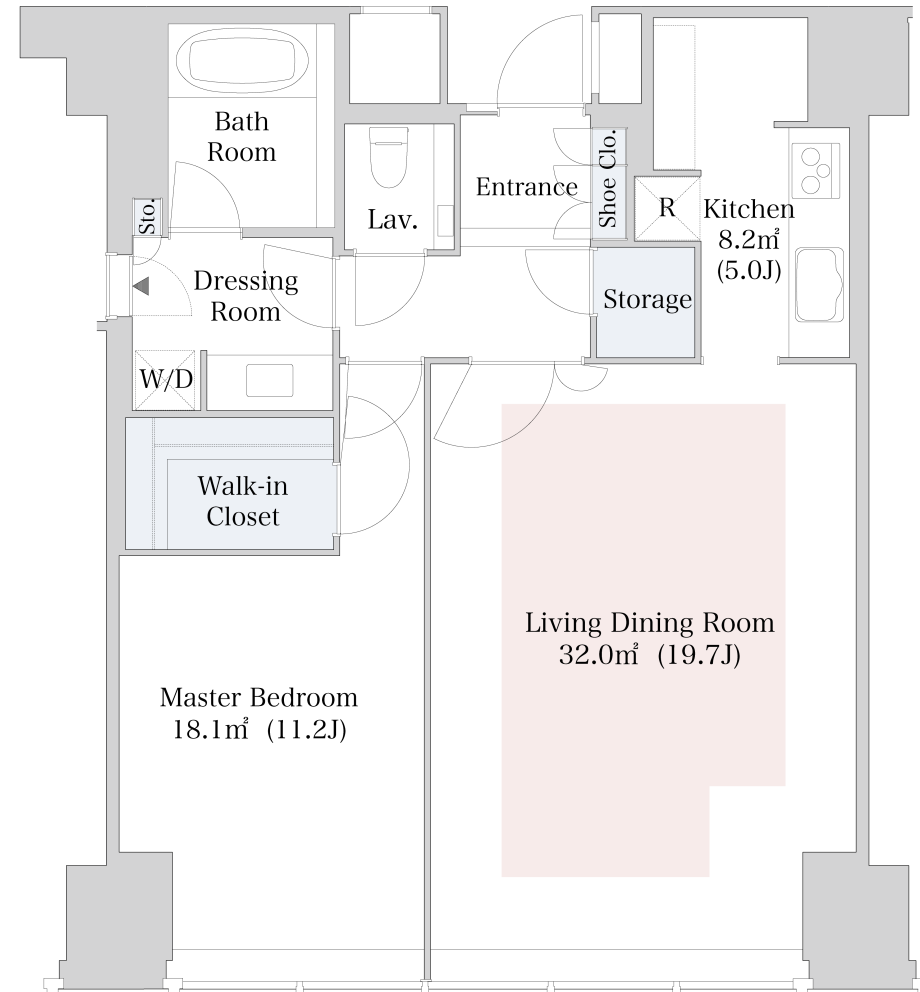 Bath
Room
Sto.
Lav.
Entrance
Shoe Clo.
R
Kitchen
8.2㎡
(5.0J)
Dressing
Room
Storage
W/D
Walk-in
Closet
Living Dining Room
32.0㎡ (19.7J)
Master Bedroom
18.1㎡ (11.2J)